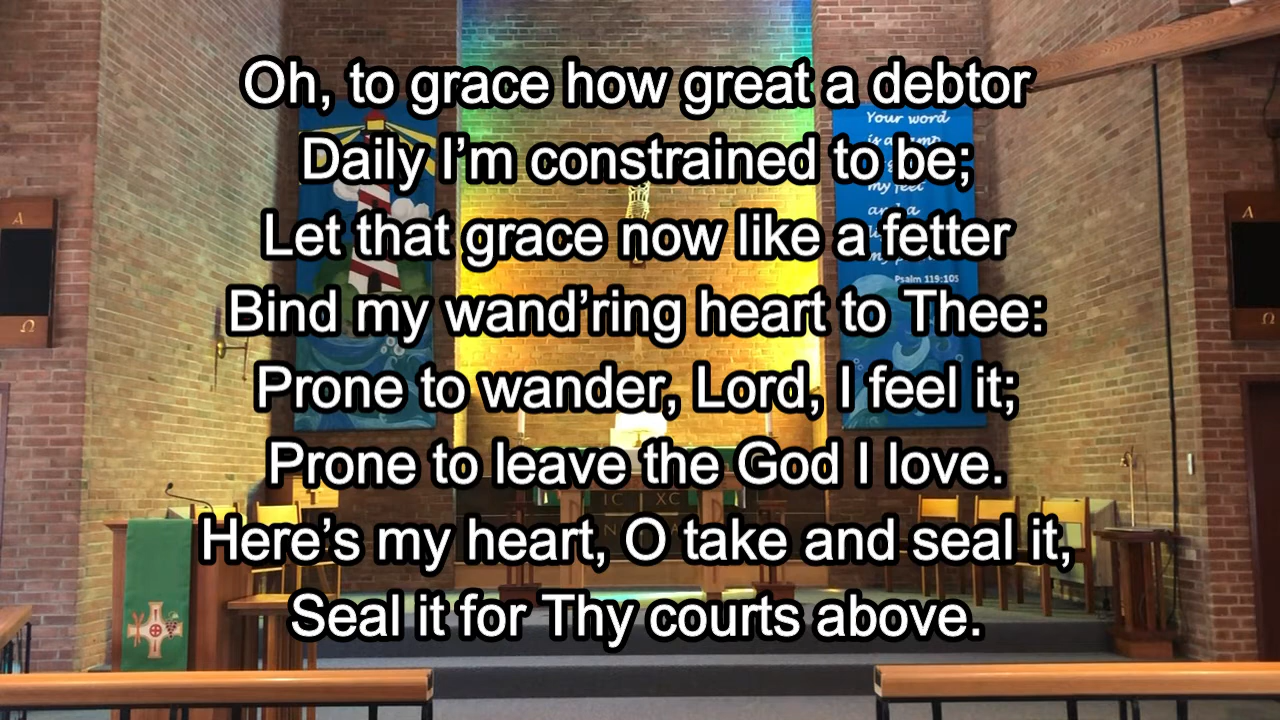 Oh, to grace how great a debtor
Daily I’m constrained to be;
Let that grace now like a fetter
Bind my wand’ring heart to Thee:
Prone to wander, Lord, I feel it;
Prone to leave the God I love.
Here’s my heart, O take and seal it,
Seal it for Thy courts above.
Your word
is a
my feet
and a
my
Psalm 119:105
A
Ω
A
Ω
IC XC
N